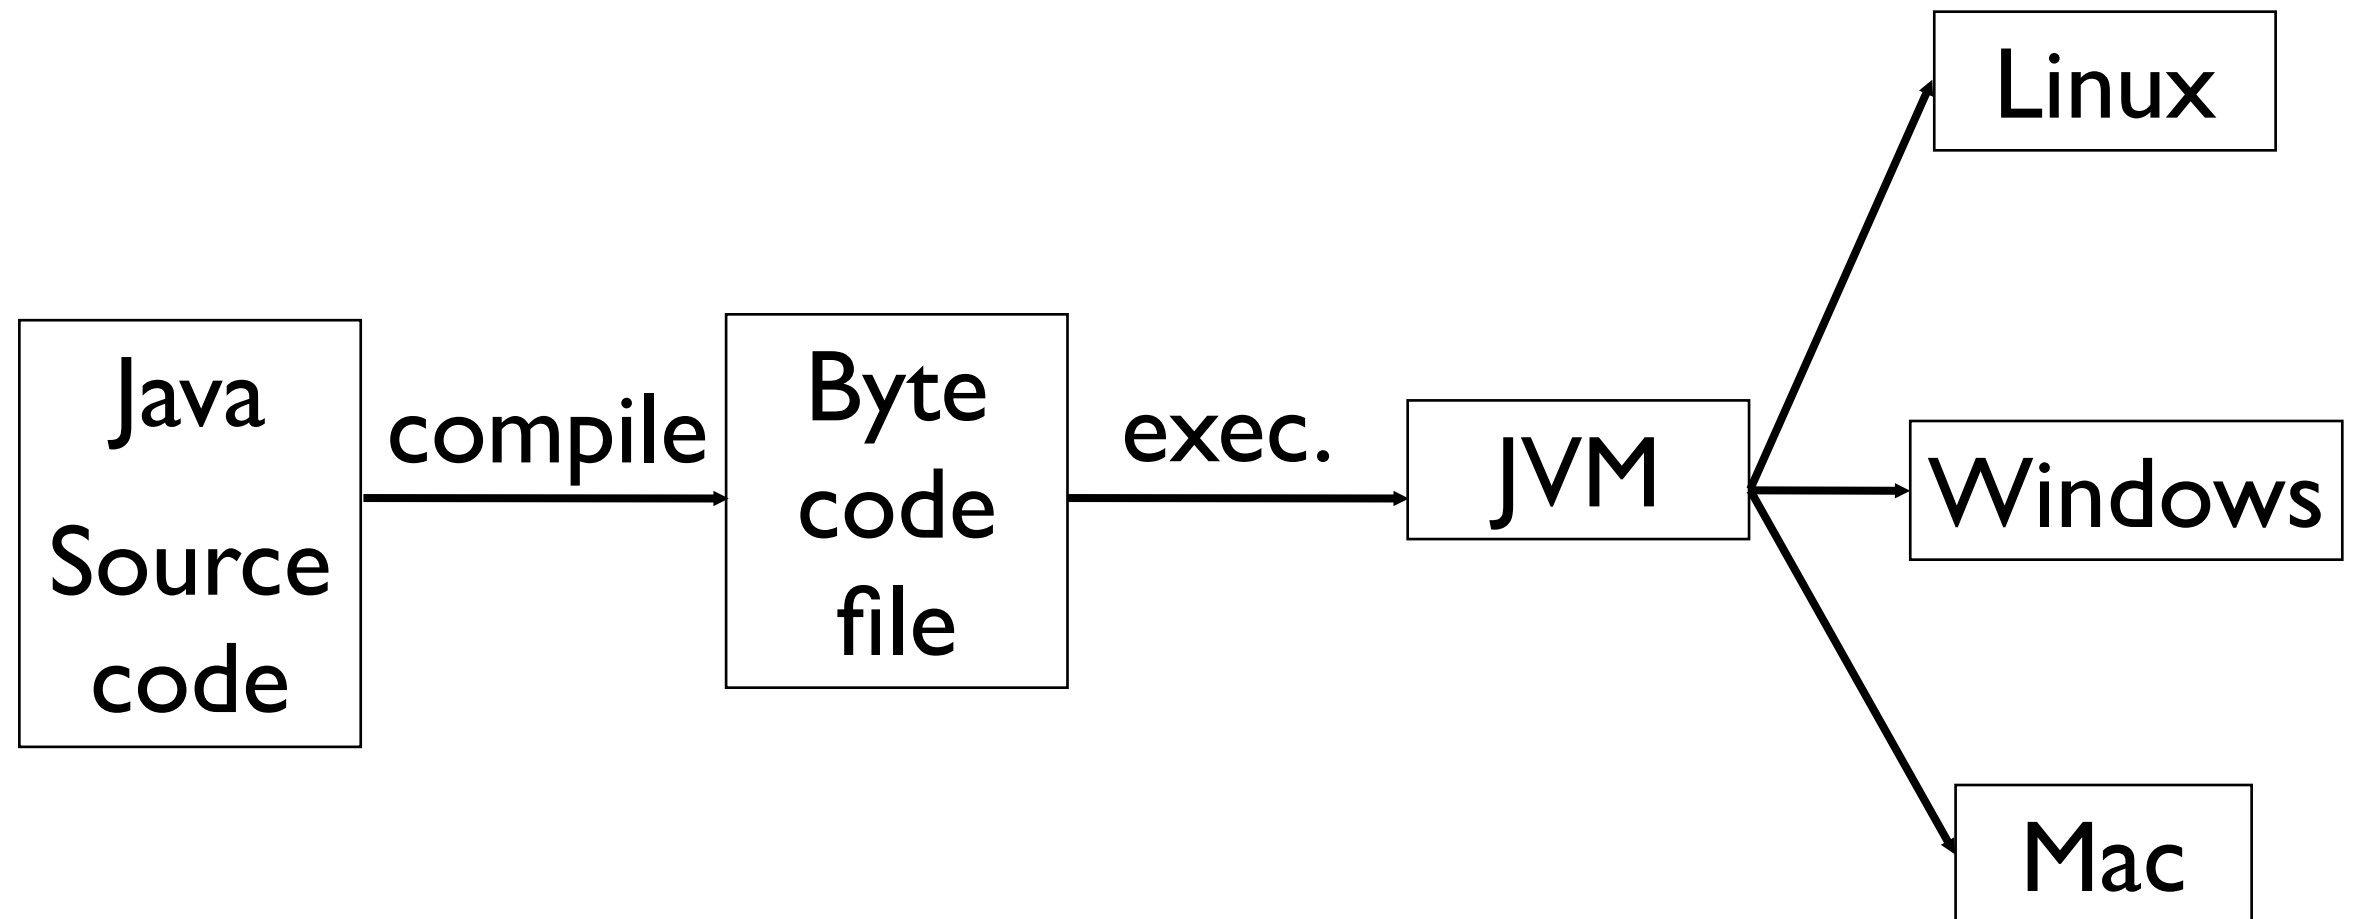 Java
Source
code
compile
Byte
code
file
exec.
JVM
Linux
Windows
Mac